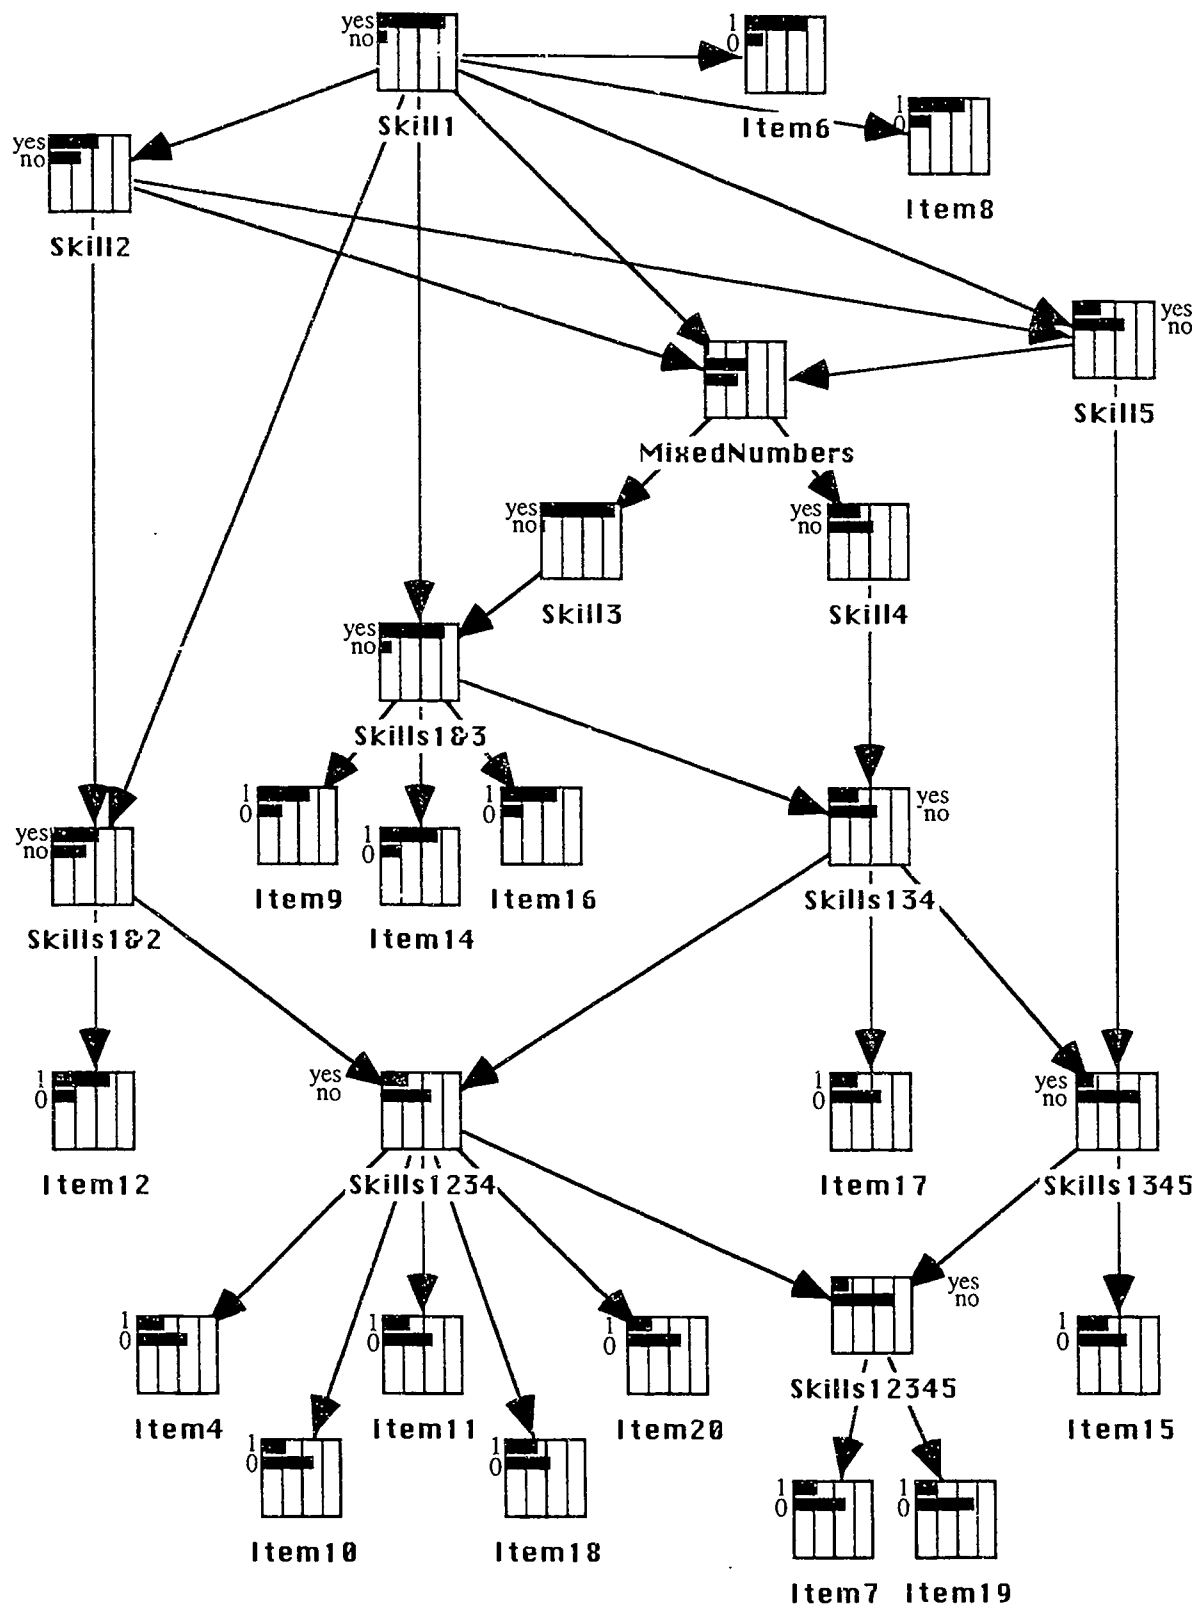 yes
no
Skill1
1
0
Item6
1
0
Item8
yes
no
Skill2
yes
no
Skill5
MixedNumbers
yes
no
Skill3
yes
no
Skill4
yes
no
Skills1&3
1
0
Item9
1
0
Item14
1
0
Item16
yes
no
Skills134
yes
no
Skills1&2
1
0
Item12
yes
no
Skills1234
1
0
Item17
yes
no
Skills1345
1
0
Item4
1
0
Item10
1
0
Item11
1
0
Item18
1
0
Item20
yes
no
Skills12345
1
0
Item15
1
0
Item7
1
0
Item19